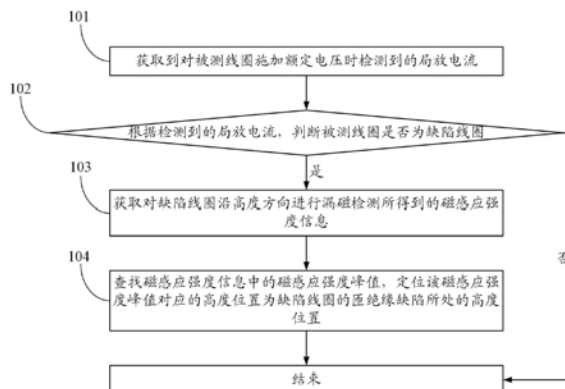 101
获取到对被测线圈施加额定电压时检测到的局放电流
102
根据检测到的局放电流，判断被测线圈是否为缺陷线圈
是
103
获取对缺陷线圈沿高度方向进行漏磁检测所得到的磁感应强
度信息
否
104
查找磁感应强度信息中的磁感应强度峰值，定位该磁感应强
度峰值对应的高度位置为缺陷线圈的匝绝缘缺陷所处的高度
位置
结束